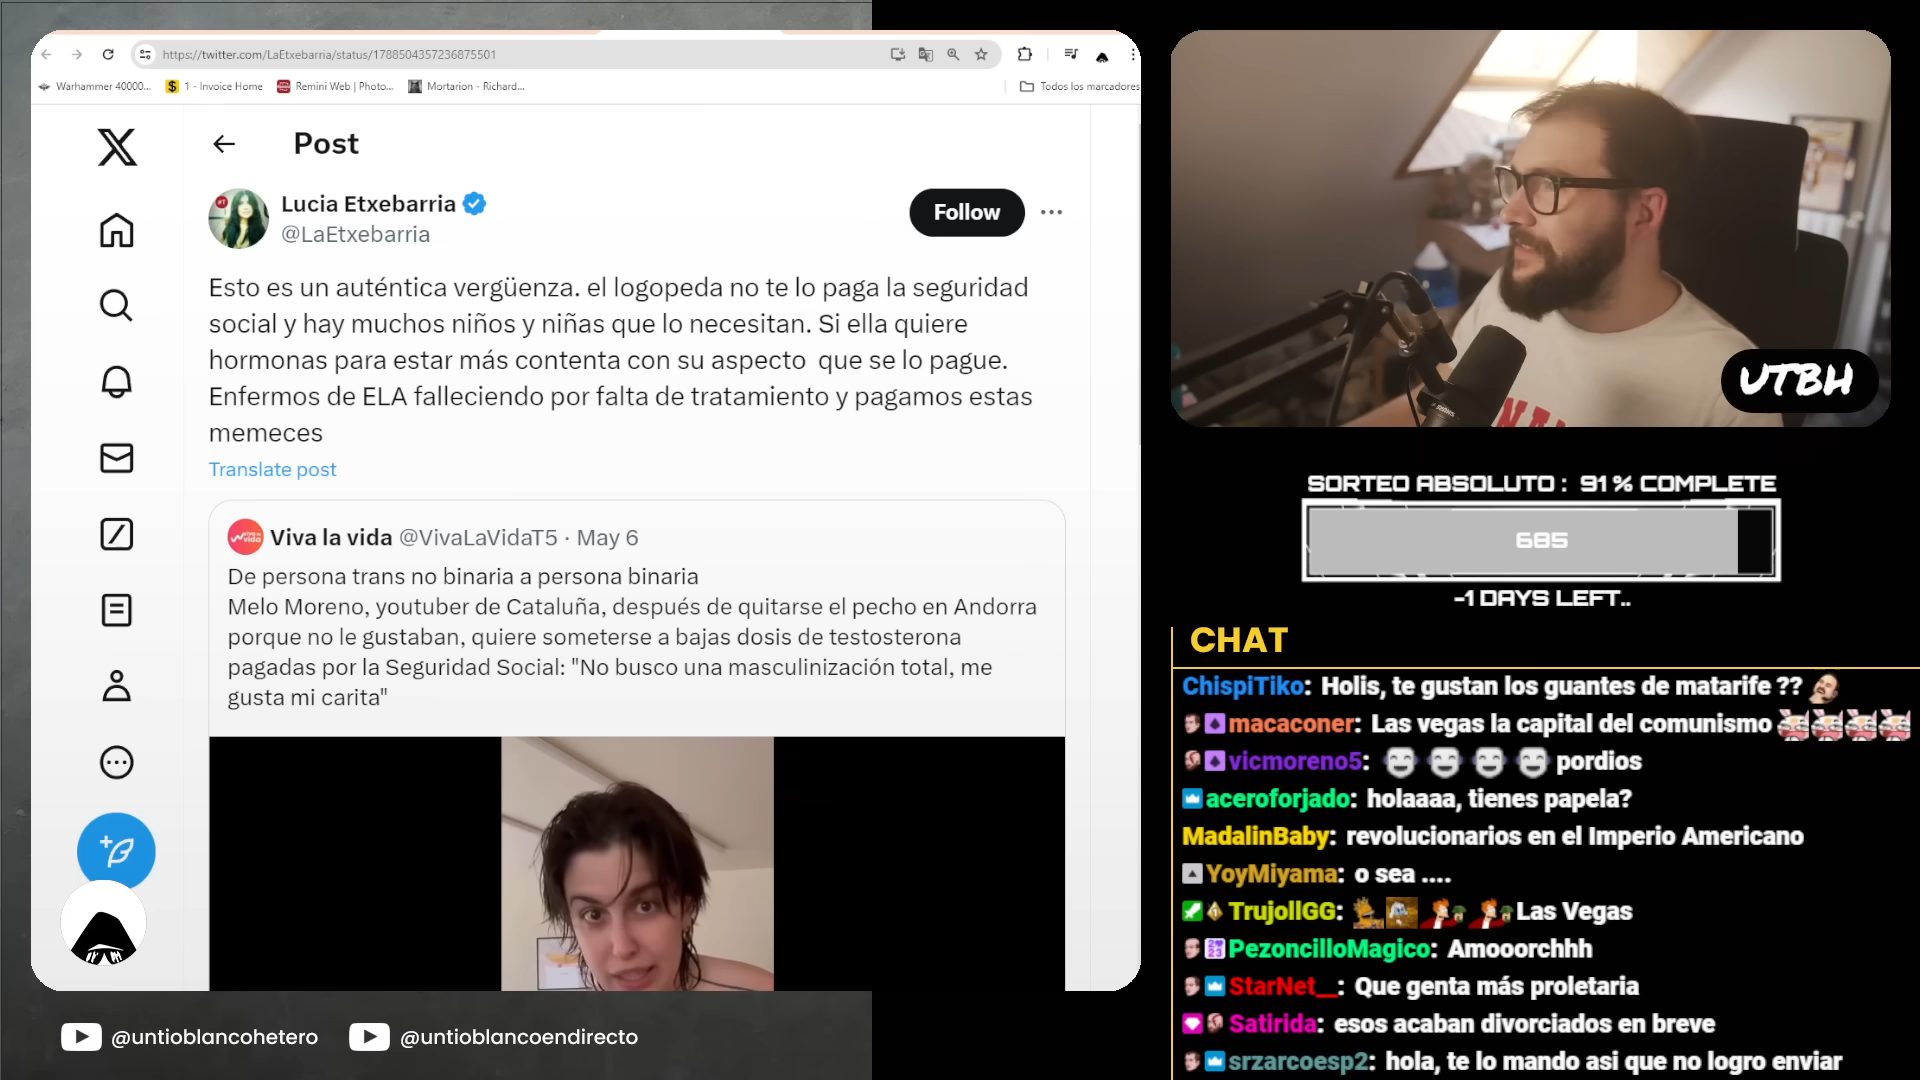 https://twitter.com/LaEtxebarria/status/1788504357236875501
Warhammer 40000...
1 - Invoice Home
Remini Web | Photo...
Mortarion - Richard...
Todos los marcadores
Post
Lucia Etxebarria
@LaEtxebarria
Follow
Esto es un auténtica vergüenza. el logopeda no te lo paga la seguridad
social y hay muchos niños y niñas que lo necesitan. Si ella quiere
hormonas para estar más contenta con su aspecto  que se lo pague.
Enfermos de ELA falleciendo por falta de tratamiento y pagamos estas
memeces
Translate post
Viva la vida @VivaLaVidaT5 · May 6
De persona trans no binaria a persona binaria
Melo Moreno, youtuber de Cataluña, después de quitarse el pecho en Andorra
porque no le gustaban, quiere someterse a bajas dosis de testosterona
pagadas por la Seguridad Social: "No busco una masculinización total, me
gusta mi carita"
@untioblancohetero
@untioblancoendirecto
UTBH
SORTEO ABSOLUTO : 91 % COMPLETE
685
-1 DAYS LEFT..
CHAT
ChispiTiko: Holis, te gustan los guantes de matarife ??
macaconer: Las vegas la capital del comunismo
vicmoreno5: pordios
aceroforjado: holaaaa, tienes papela?
MadalinBaby: revolucionarios en el Imperio Americano
YoyMiyama: o sea ....
TrujollGG: Las Vegas
PezoncilloMagico: Amooorchhh
StarNet__: Que genta más proletaria
Satirida: esos acaban divorciados en breve
srzarcoesp2: hola, te lo mando asi que no logro enviar